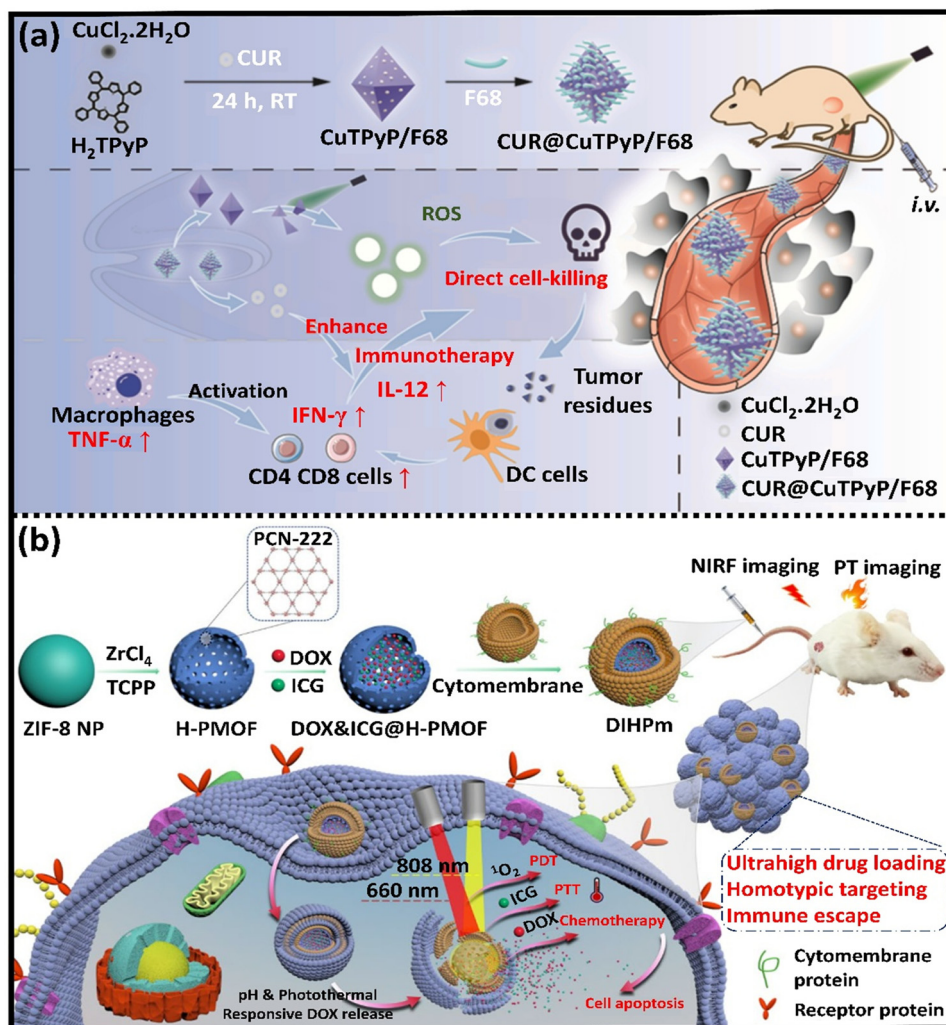 (a)
CuCl₂.2H₂O
CUR
24 h, RT
F68
H₂TPyP
CuTPyP/F68
CUR@CuTPyP/F68
i.v.
ROS
Direct cell-killing
Enhance
Immunotherapy
IL-12 ↑
Macrophages
TNF-α ↑
Activation
IFN-γ ↑
CD4 CD8 cells ↑
DC cells
Tumor
residues
CuCl₂.2H₂O
CUR
CuTPyP/F68
CUR@CuTPyP/F68
(b)
PCN-222
NIRF imaging
PT imaging
ZrCl₄
TCPP
DOX
ICG
Cytomembrane
ZIF-8 NP
H-PMOF
DOX&ICG@H-PMOF
DIHPm
808 nm
660 nm
¹O₂
PDT
ICG
PTT
DOX
Chemotherapy
pH & Photothermal
Responsive DOX release
Cell apoptosis
Ultrahigh drug loading
Homotypic targeting
Immune escape
Cytomembrane
protein
Receptor protein